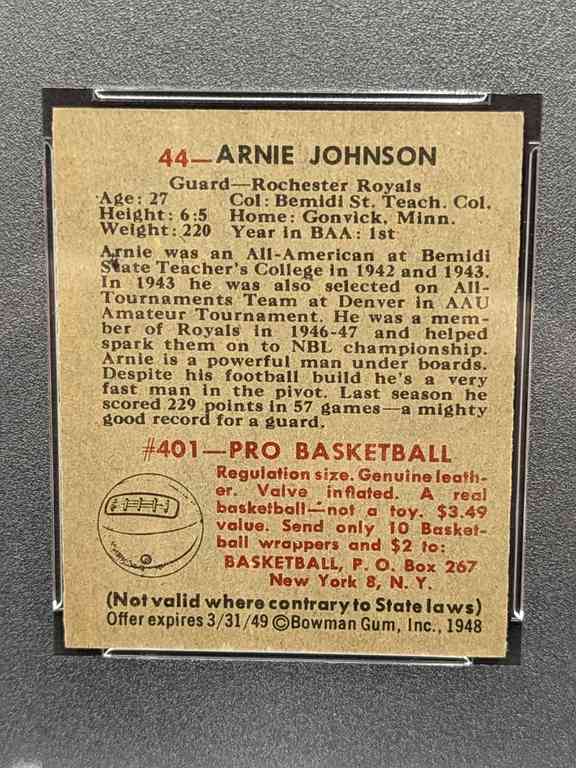 44—ARNIE JOHNSON
Guard—Rochester Royals
Age: 27 Col: Bemidi St. Teach. Col.
Height: 6:5 Home: Gonvick, Minn.
Weight: 220 Year in BAA: 1st
Arnie was an All-American at Bemidi
State Teacher's College in 1942 and 1943.
In 1943 he was also selected on All-
Tournaments Team at Denver in AAU
Amateur Tournament. He was a mem-
ber of Royals in 1946-47 and helped
spark them on to NBL championship.
Arnie is a powerful man under boards.
Despite his football build he's a very
fast man in the pivot. Last season he
scored 229 points in 57 games—a mighty
good record for a guard.
#401—PRO BASKETBALL
Regulation size. Genuine leath-
er. Valve inflated. A real
basketball—not a toy. $3.49
value. Send only 10 Basket-
ball wrappers and $2 to:
BASKETBALL, P. O. Box 267
New York 8, N. Y.
(Not valid where contrary to State laws)
Offer expires 3/31/49 ©Bowman Gum, Inc., 1948